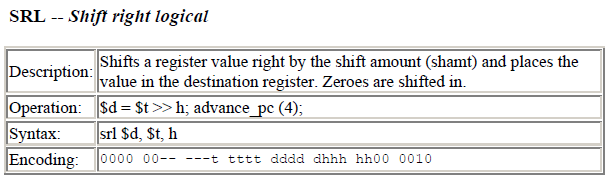 SRL -- Shift right logical
Description: Shifts a register value right by the shift amount (shamt) and places the
value in the destination register. Zeroes are shifted in.
Operation: $d = $t >> h; advance_pc (4);
Syntax: srl $d, $t, h
Encoding: 0000 00-- ---t tttt dddd dhhh hh00 0010